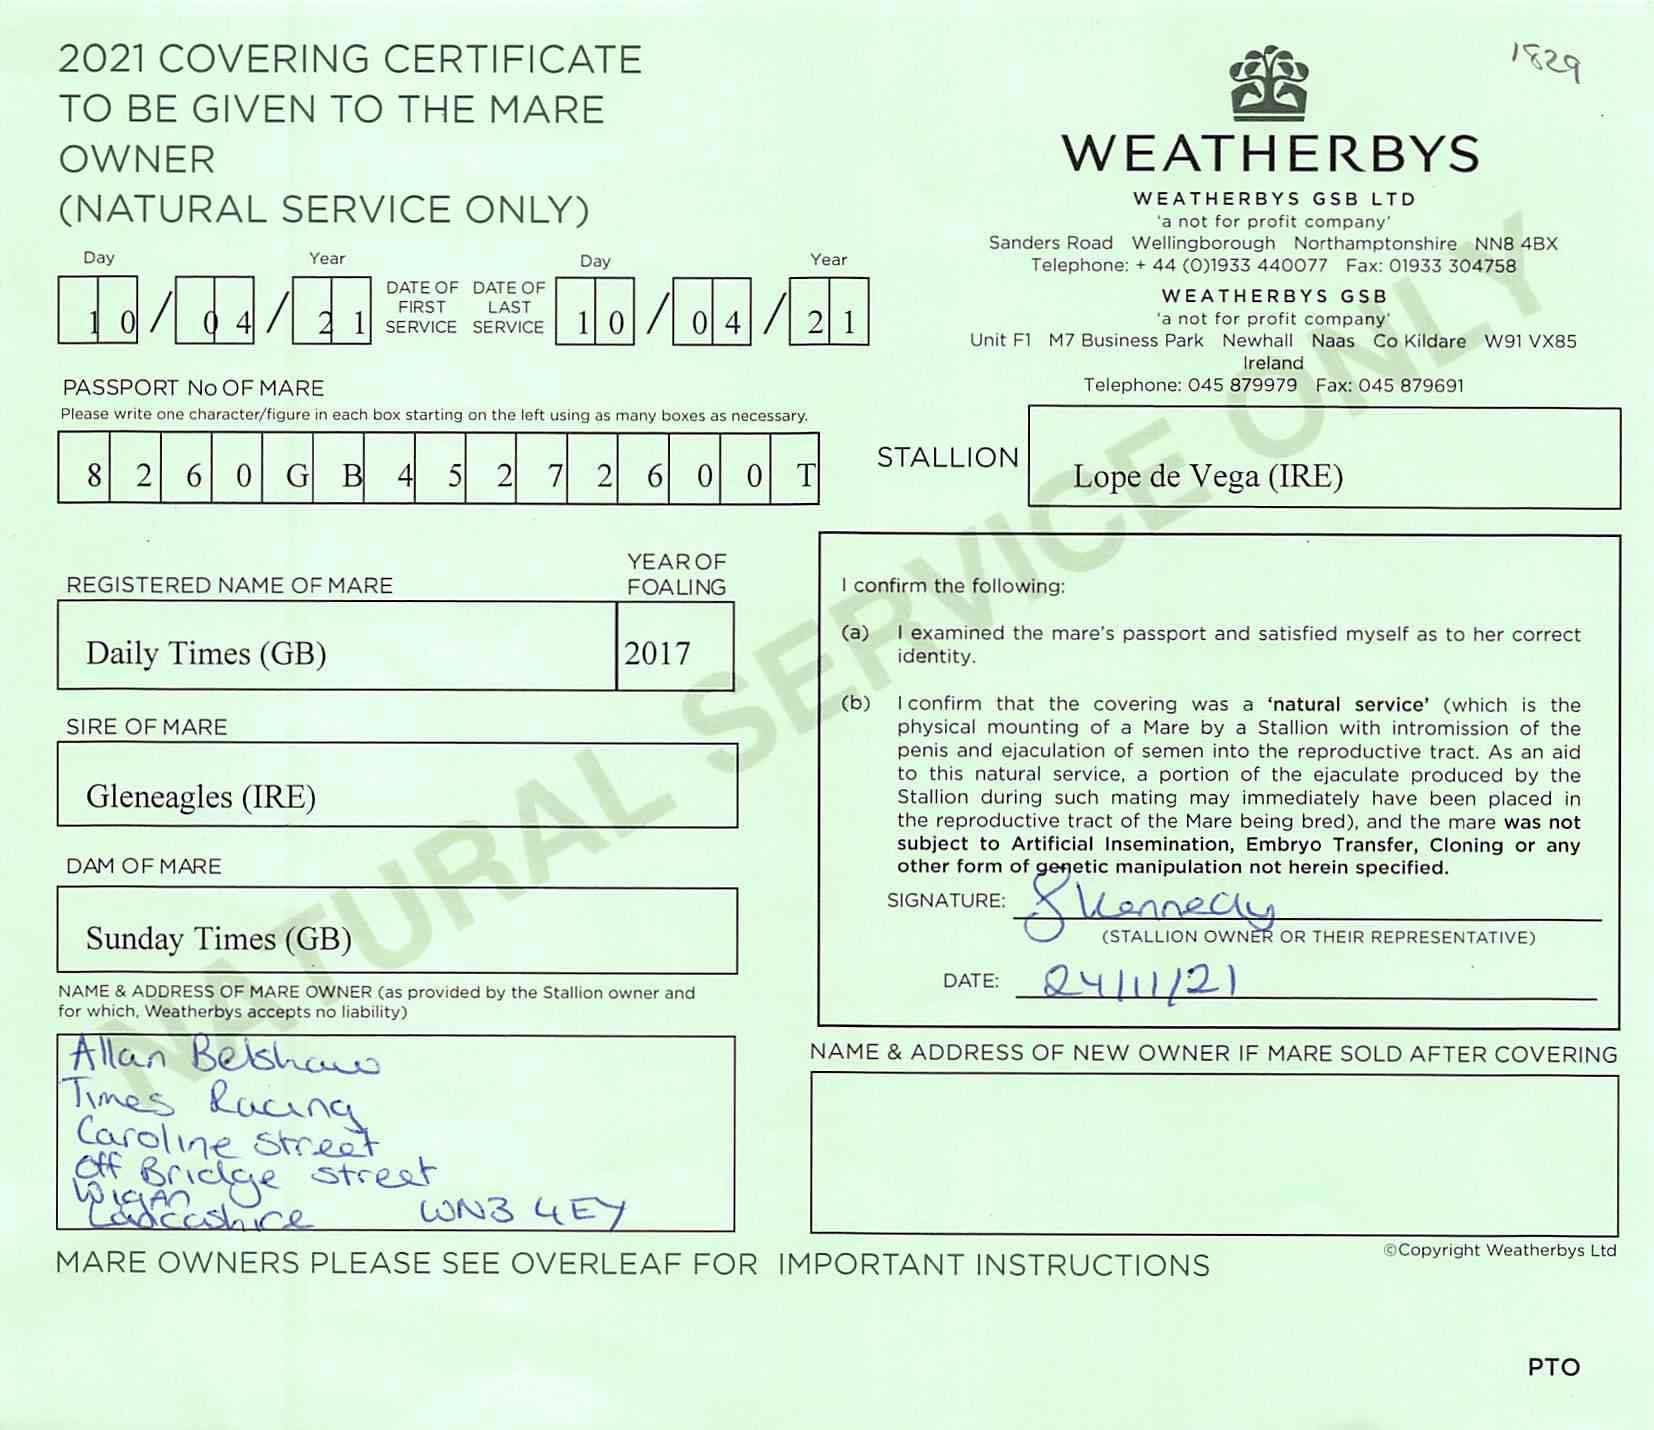 2021 COVERING CERTIFICATE
TO BE GIVEN TO THE MARE
OWNER
(NATURAL SERVICE ONLY)
1829
WEATHERBYS
WEATHERBYS GSB LTD
'a not for profit company'
Sanders Road Wellingborough Northamptonshire NN8 4BX
Telephone: + 44 (0)1933 440077 Fax: 01933 304758
WEATHERBYS GSB
'a not for profit company'
Unit F1 M7 Business Park Newhall Naas Co Kildare W91 VX85
Ireland
Telephone: 045 879979 Fax: 045 879691
Day Year
10/04/21
DATE OF FIRST SERVICE
DATE OF LAST SERVICE
Day Year
10/04/21
PASSPORT No OF MARE
Please write one character/figure in each box starting on the left using as many boxes as necessary.
8260GB45272600T
STALLION
Lope de Vega (IRE)
REGISTERED NAME OF MARE
YEAR OF
FOALING
Daily Times (GB)
2017
SIRE OF MARE
Gleneagles (IRE)
DAM OF MARE
Sunday Times (GB)
NAME & ADDRESS OF MARE OWNER (as provided by the Stallion owner and
for which, Weatherbys accepts no liability)
Allan Belshaw
Times Racing
Caroline Street
Off Bridge Street
Wigan
Lancashire WN3 4EY
I confirm the following:
(a) I examined the mare's passport and satisfied myself as to her correct
identity.
(b) I confirm that the covering was a 'natural service' (which is the
physical mounting of a Mare by a Stallion with intromission of the
penis and ejaculation of semen into the reproductive tract. As an aid
to this natural service, a portion of the ejaculate produced by the
Stallion during such mating may immediately have been placed in
the reproductive tract of the Mare being bred), and the mare was not
subject to Artificial Insemination, Embryo Transfer, Cloning or any
other form of genetic manipulation not herein specified.
SIGNATURE: J Kennedy
(STALLION OWNER OR THEIR REPRESENTATIVE)
DATE: 24/11/21
NAME & ADDRESS OF NEW OWNER IF MARE SOLD AFTER COVERING
©Copyright Weatherbys Ltd
MARE OWNERS PLEASE SEE OVERLEAF FOR IMPORTANT INSTRUCTIONS
PTO
NATURAL SERVICE ONLY